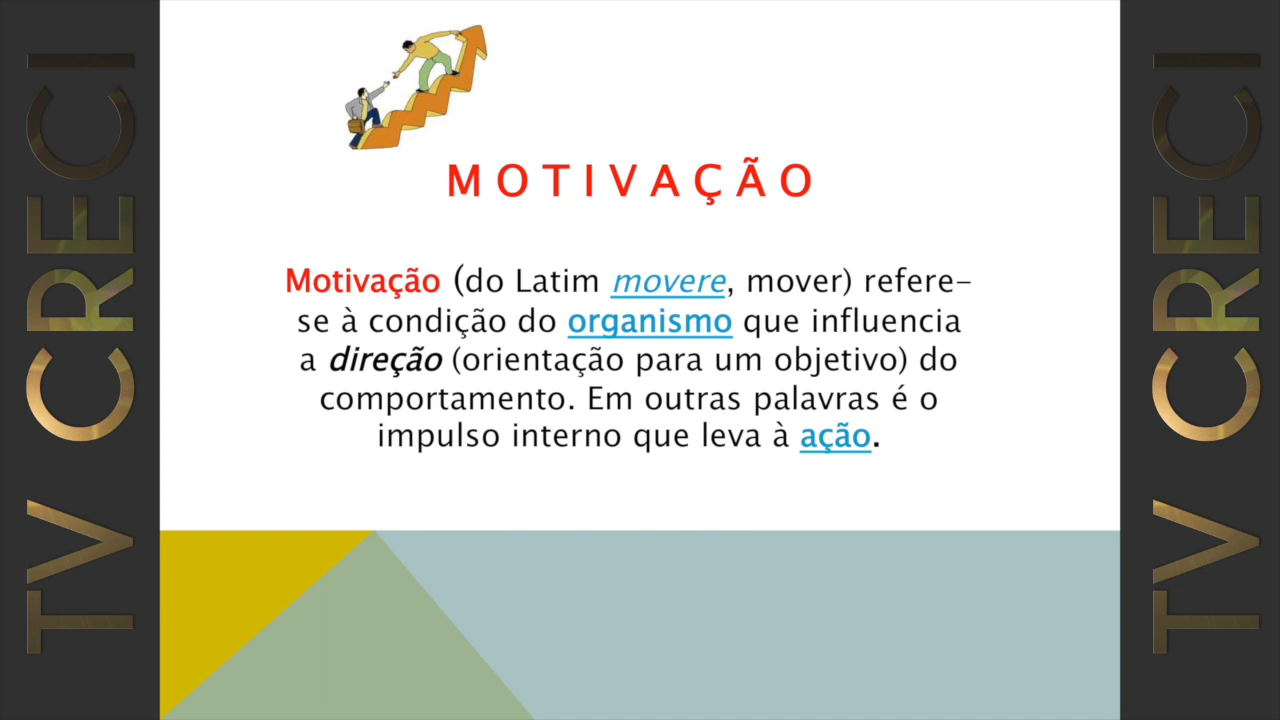 TV CRECI
M O T I V A Ç Ã O
Motivação (do Latim movere, mover) refere-
se à condição do organismo que influencia
a direção (orientação para um objetivo) do
comportamento. Em outras palavras é o
impulso interno que leva à ação.
TV CRECI